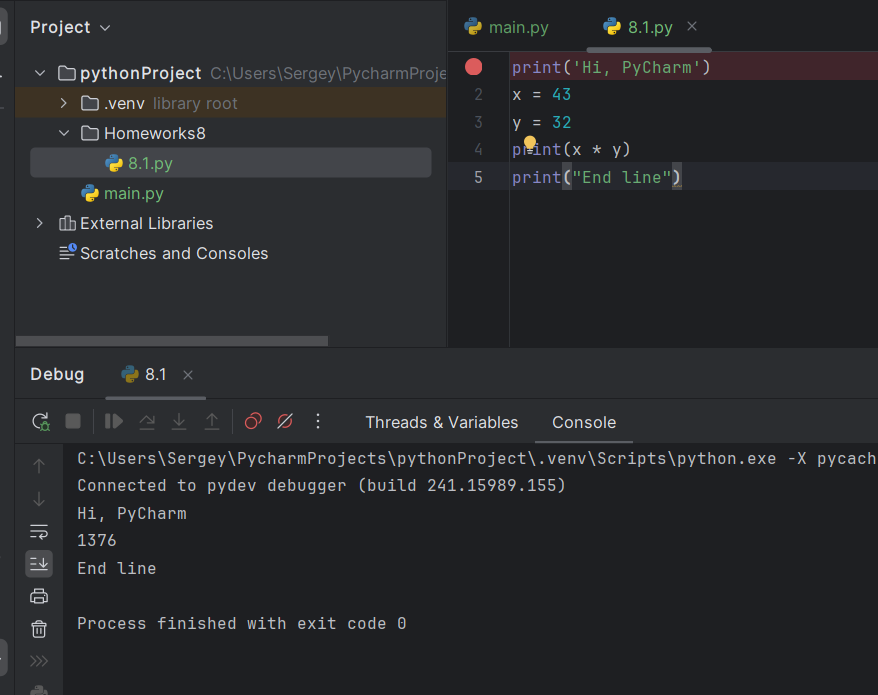 Project
main.py
8.1.py
pythonProject C:\Users\Sergey\PycharmProje
.venv library root
Homeworks8
8.1.py
main.py
External Libraries
Scratches and Consoles
print('Hi, PyCharm')
2 x = 43
3 y = 32
4 print(x * y)
5 print("End line")
Debug 8.1
Threads & Variables Console
C:\Users\Sergey\PycharmProjects\pythonProject\.venv\Scripts\python.exe -X pycach
Connected to pydev debugger (build 241.15989.155)
Hi, PyCharm
1376
End line
Process finished with exit code 0